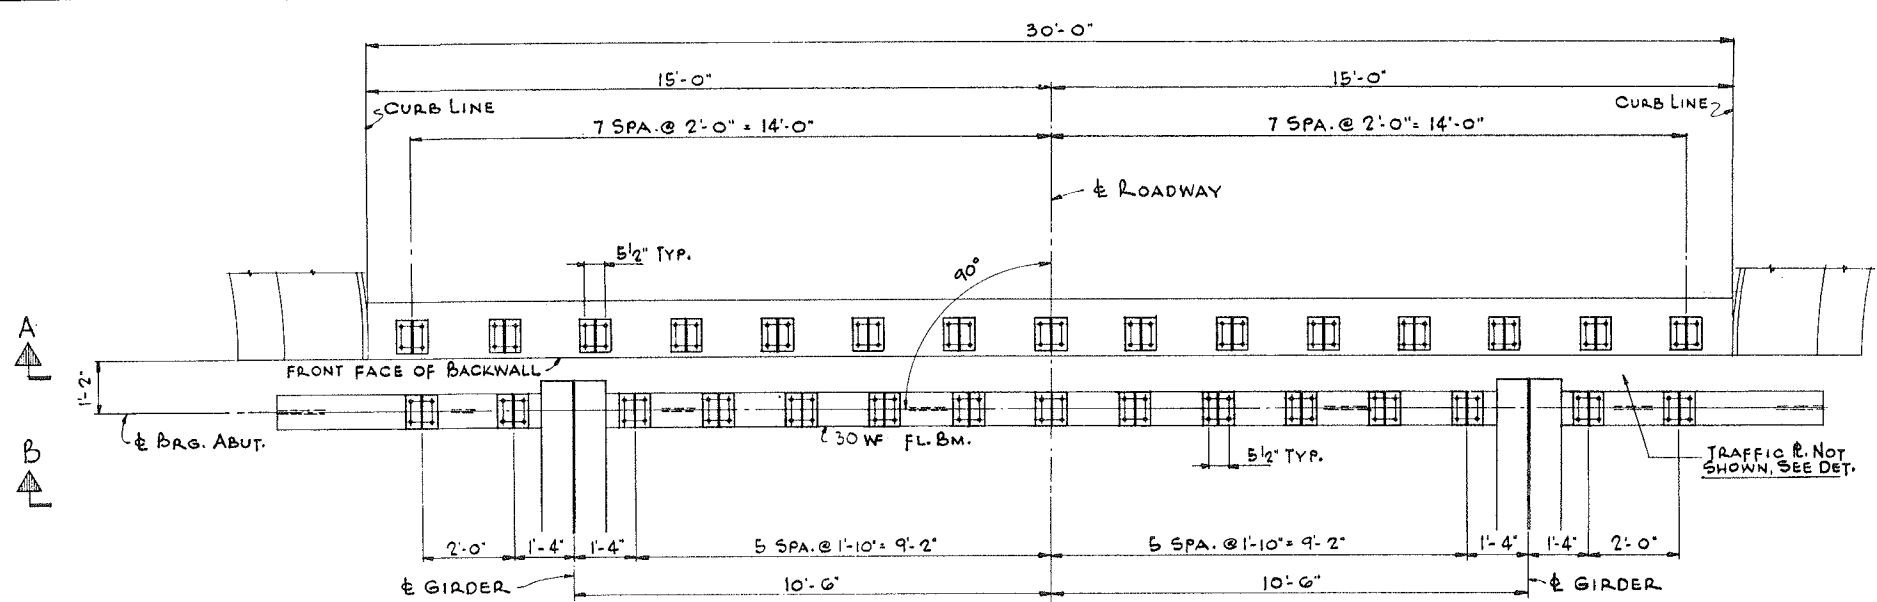 30'-0"
15'-0"
15'-0"
CURB LINE
CURB LINE
7 SPA. @ 2'-0" = 14'-0"
7 SPA. @ 2'-0" = 14'-0"
℄ ROADWAY
5½" TYP.
90°
A
FRONT FACE OF BACKWALL
1'-2"
℄ BRG. ABUT.
30 WF FL. BM.
B
5½" TYP.
TRAFFIC ℞. NOT
SHOWN, SEE DET.
2'-0"
1'-4"
1'-4"
5 SPA. @ 1'-10" = 9'-2"
5 SPA. @ 1'-10" = 9'-2"
1'-4"
1'-4"
2'-0"
℄ GIRDER
10'-6"
10'-6"
℄ GIRDER